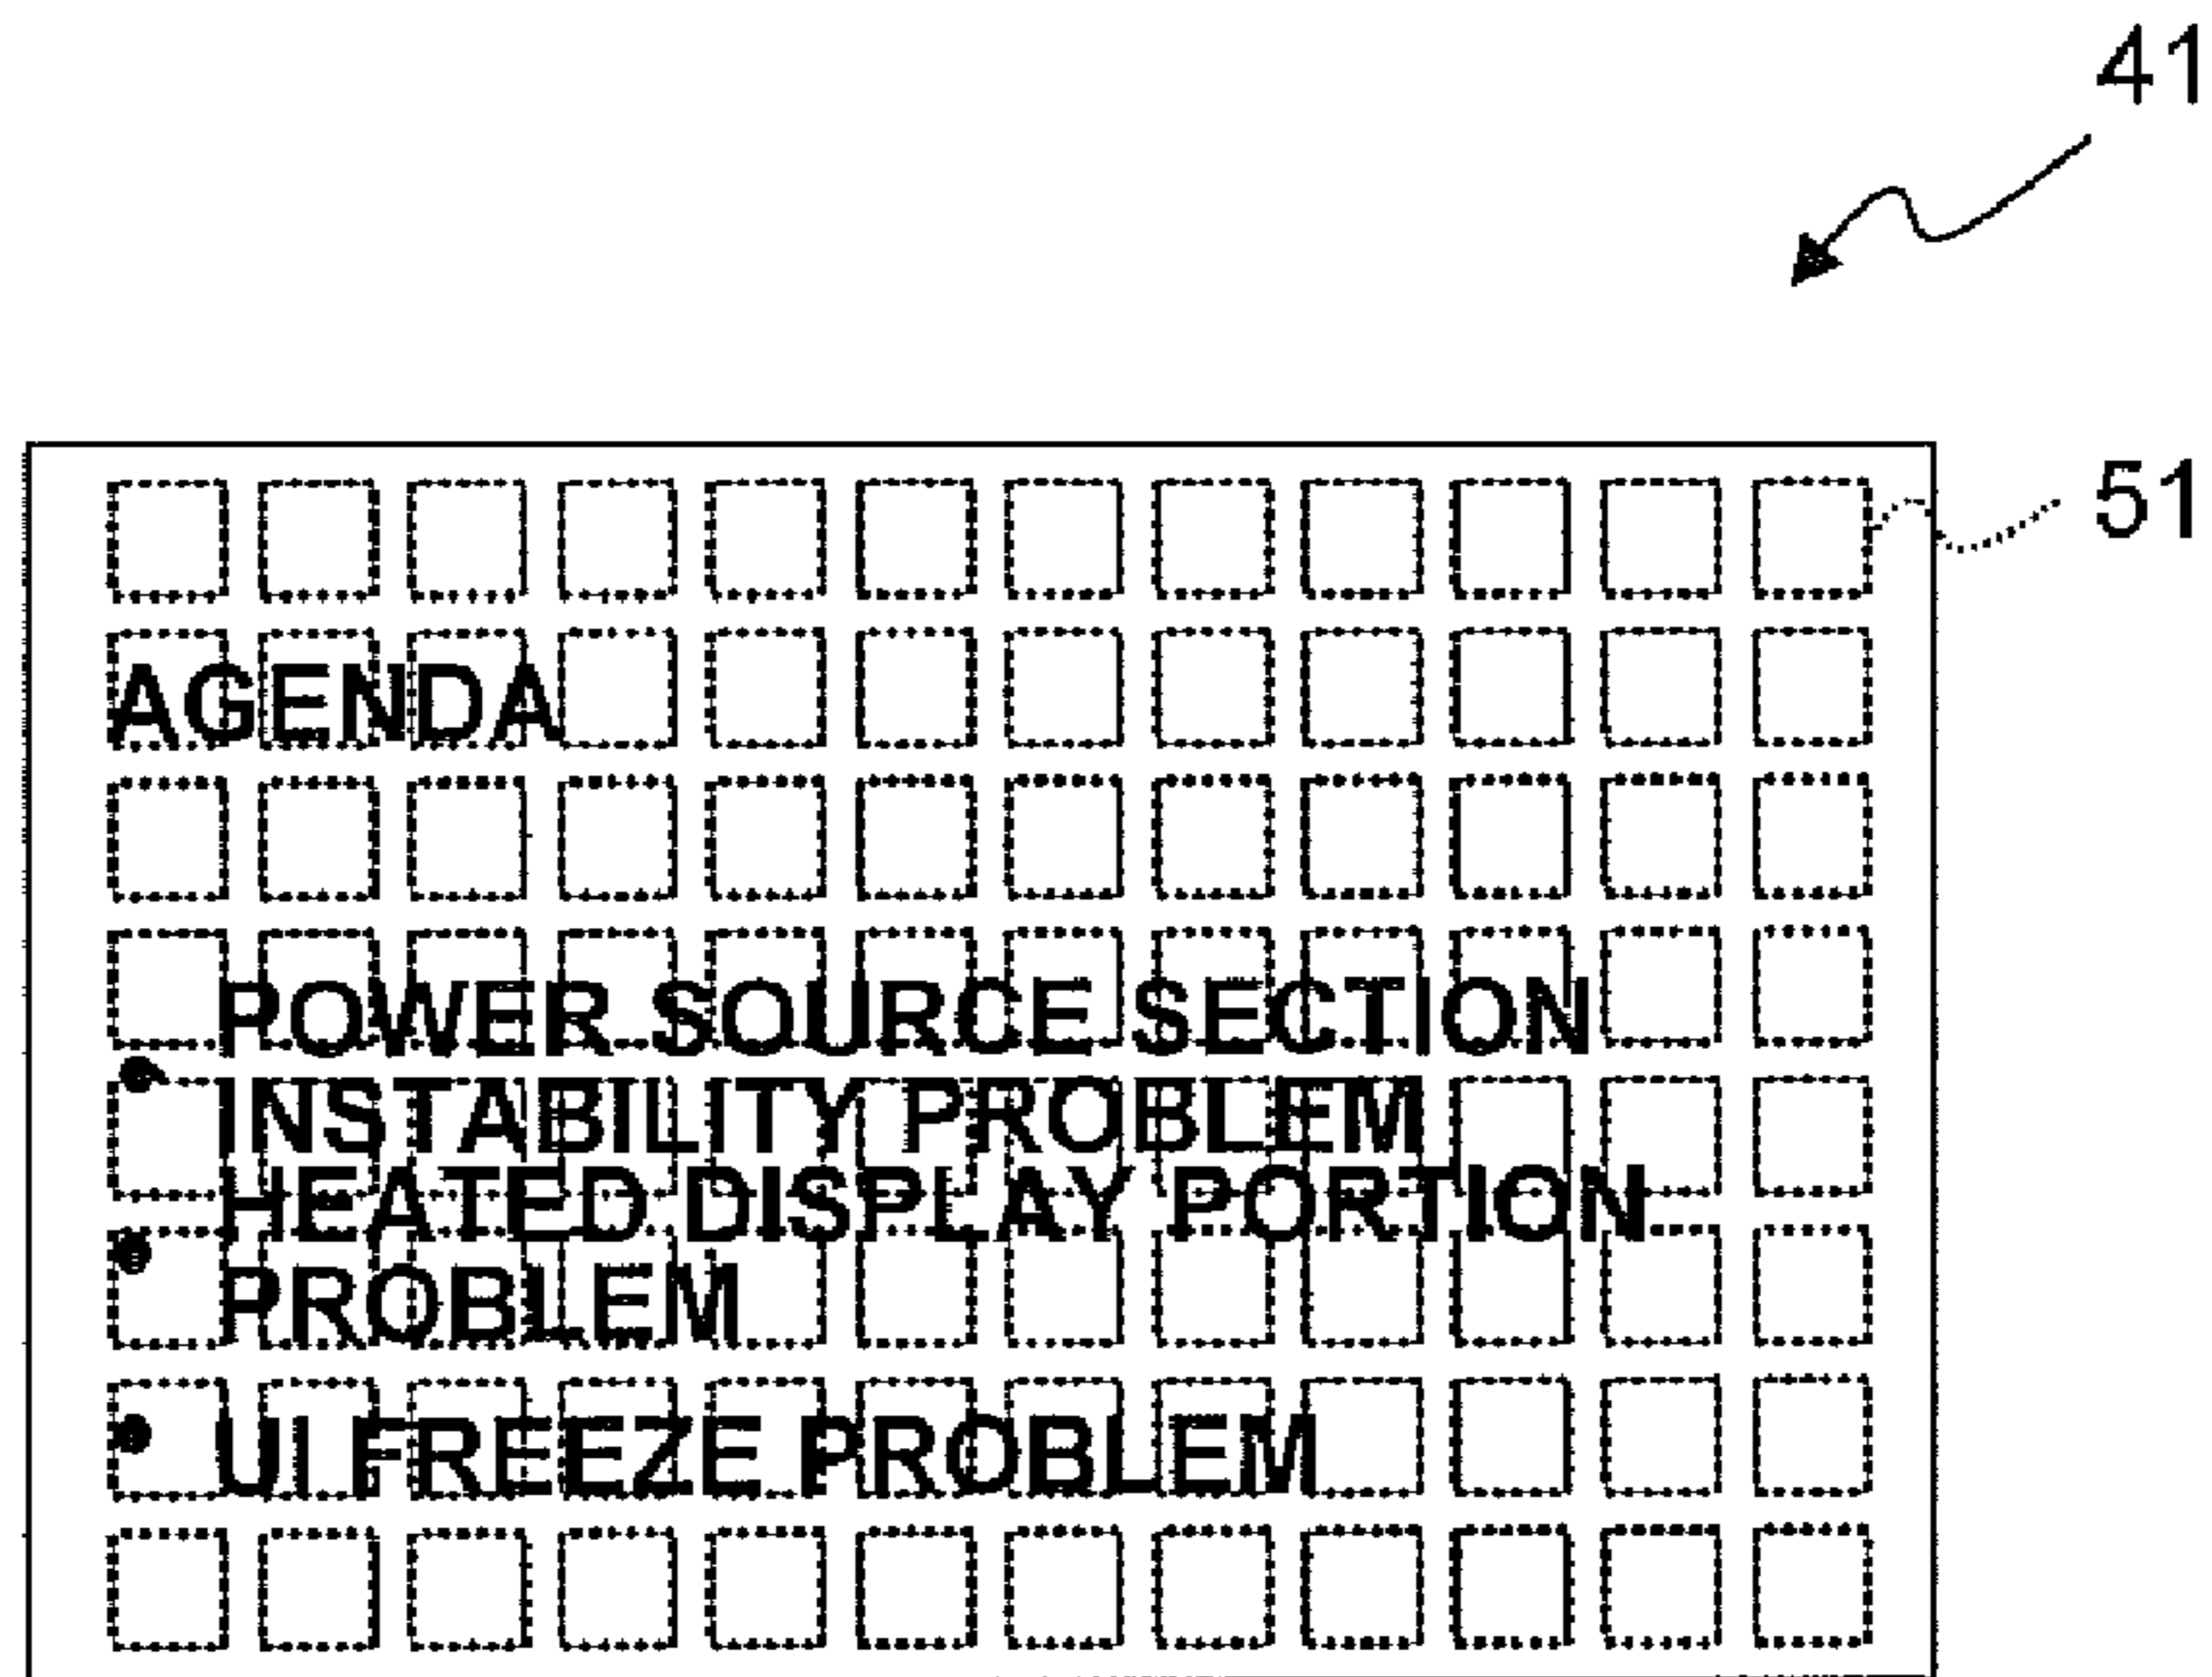 41
51
AGENDA
• POWER SOURCE SECTION
INSTABILITY PROBLEM
• HEATED DISPLAY PORTION
PROBLEM
• UI FREEZE PROBLEM